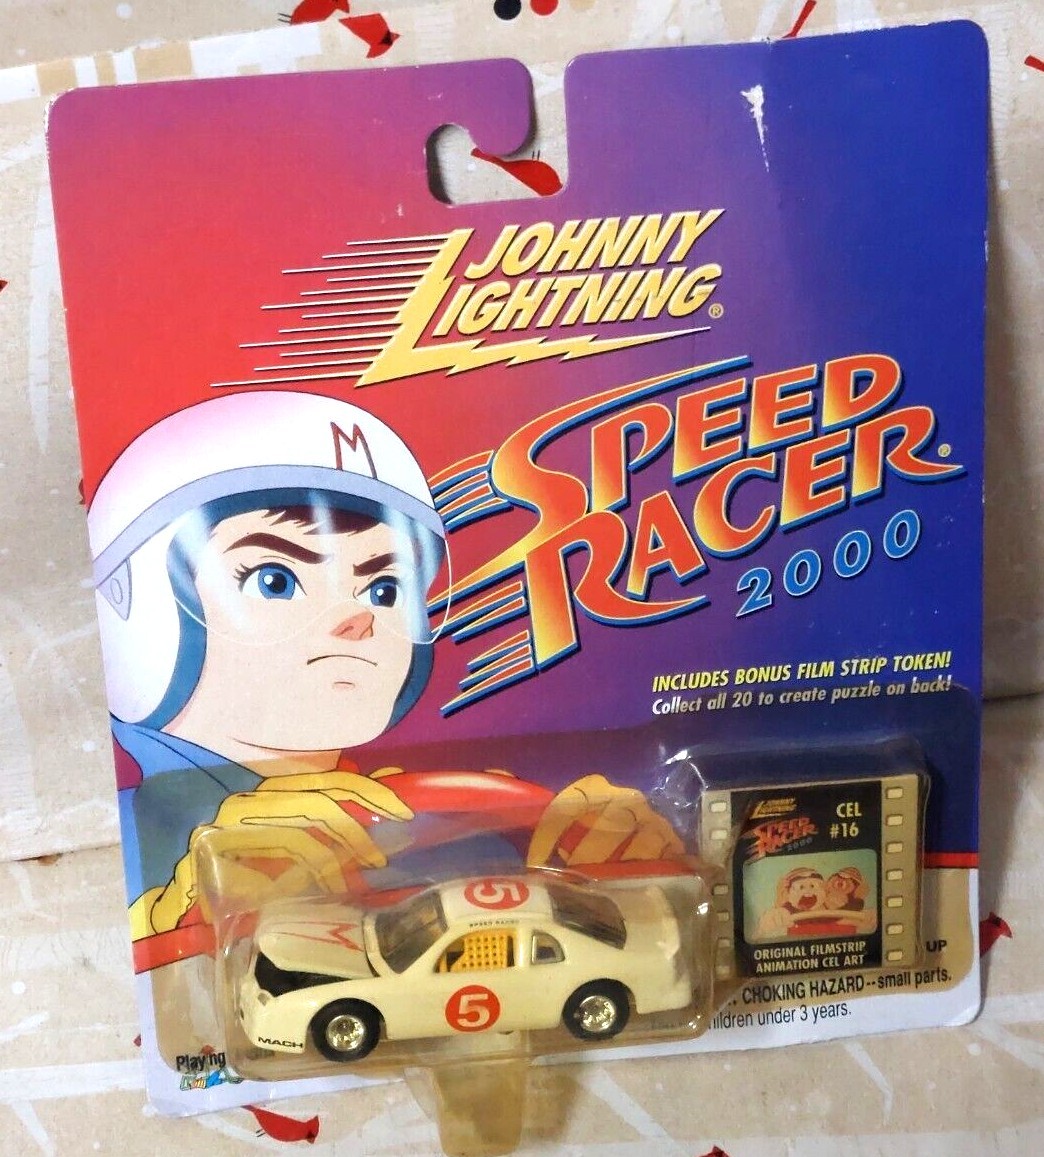 JOHNNY
LIGHTNING®
SPEED
RACER®
2000
M
INCLUDES BONUS FILM STRIP TOKEN!
Collect all 20 to create puzzle on back!
JOHNNY
LIGHTNING
SPEED
RACER
2000
CEL
#16
ORIGINAL FILMSTRIP
ANIMATION CEL ART
UP
CHOKING HAZARD--small parts.
ildren under 3 years.
5
SPEED RACER
M
5
MACH
Playing